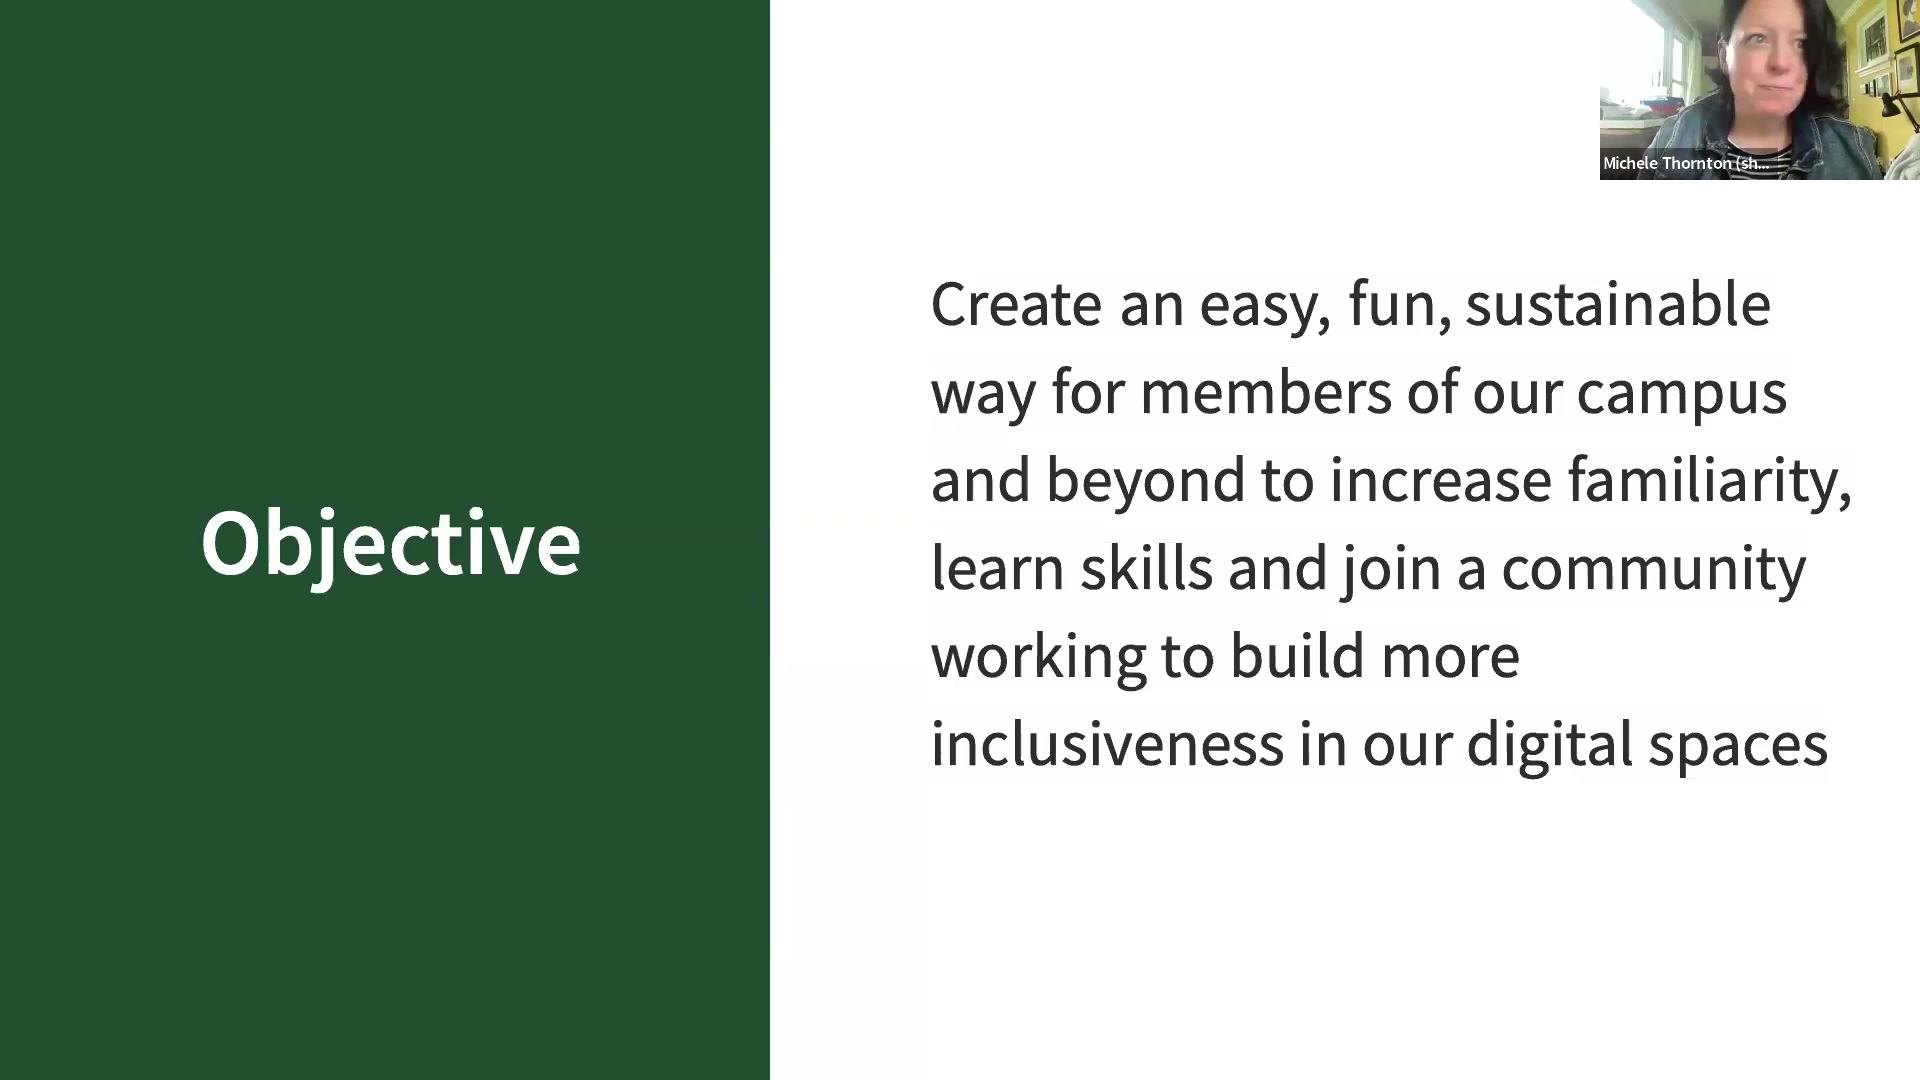 Michele Thornton (sh...
Objective
Create an easy, fun, sustainable
way for members of our campus
and beyond to increase familiarity,
learn skills and join a community
working to build more
inclusiveness in our digital spaces